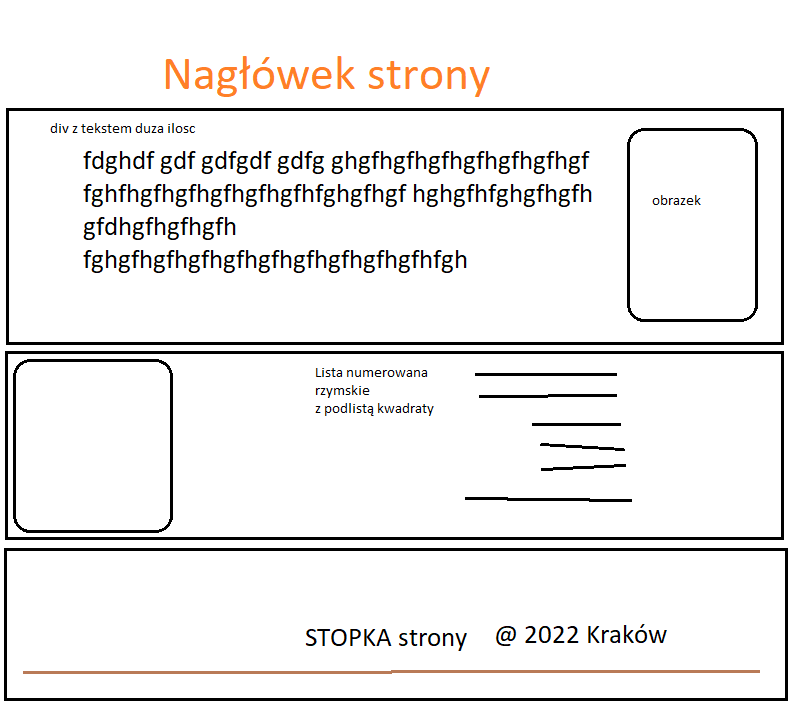 Nagłówek strony
div z tekstem duza ilosc
fdghdf gdf gdfgdf gdfg ghgfhgfhgfhgfhgfhgfhgf
fghfhgfhgfhgfhgfhgfhfghgfhgf hghgfhfghgfhgfh
gfdhgfhgfhgfh
fghgfhgfhgfhgfhgfhgfhgfhgfhgfhgfhfgh
obrazek
Lista numerowana
rzymskie
z podlistą kwadraty
STOPKA strony @ 2022 Kraków